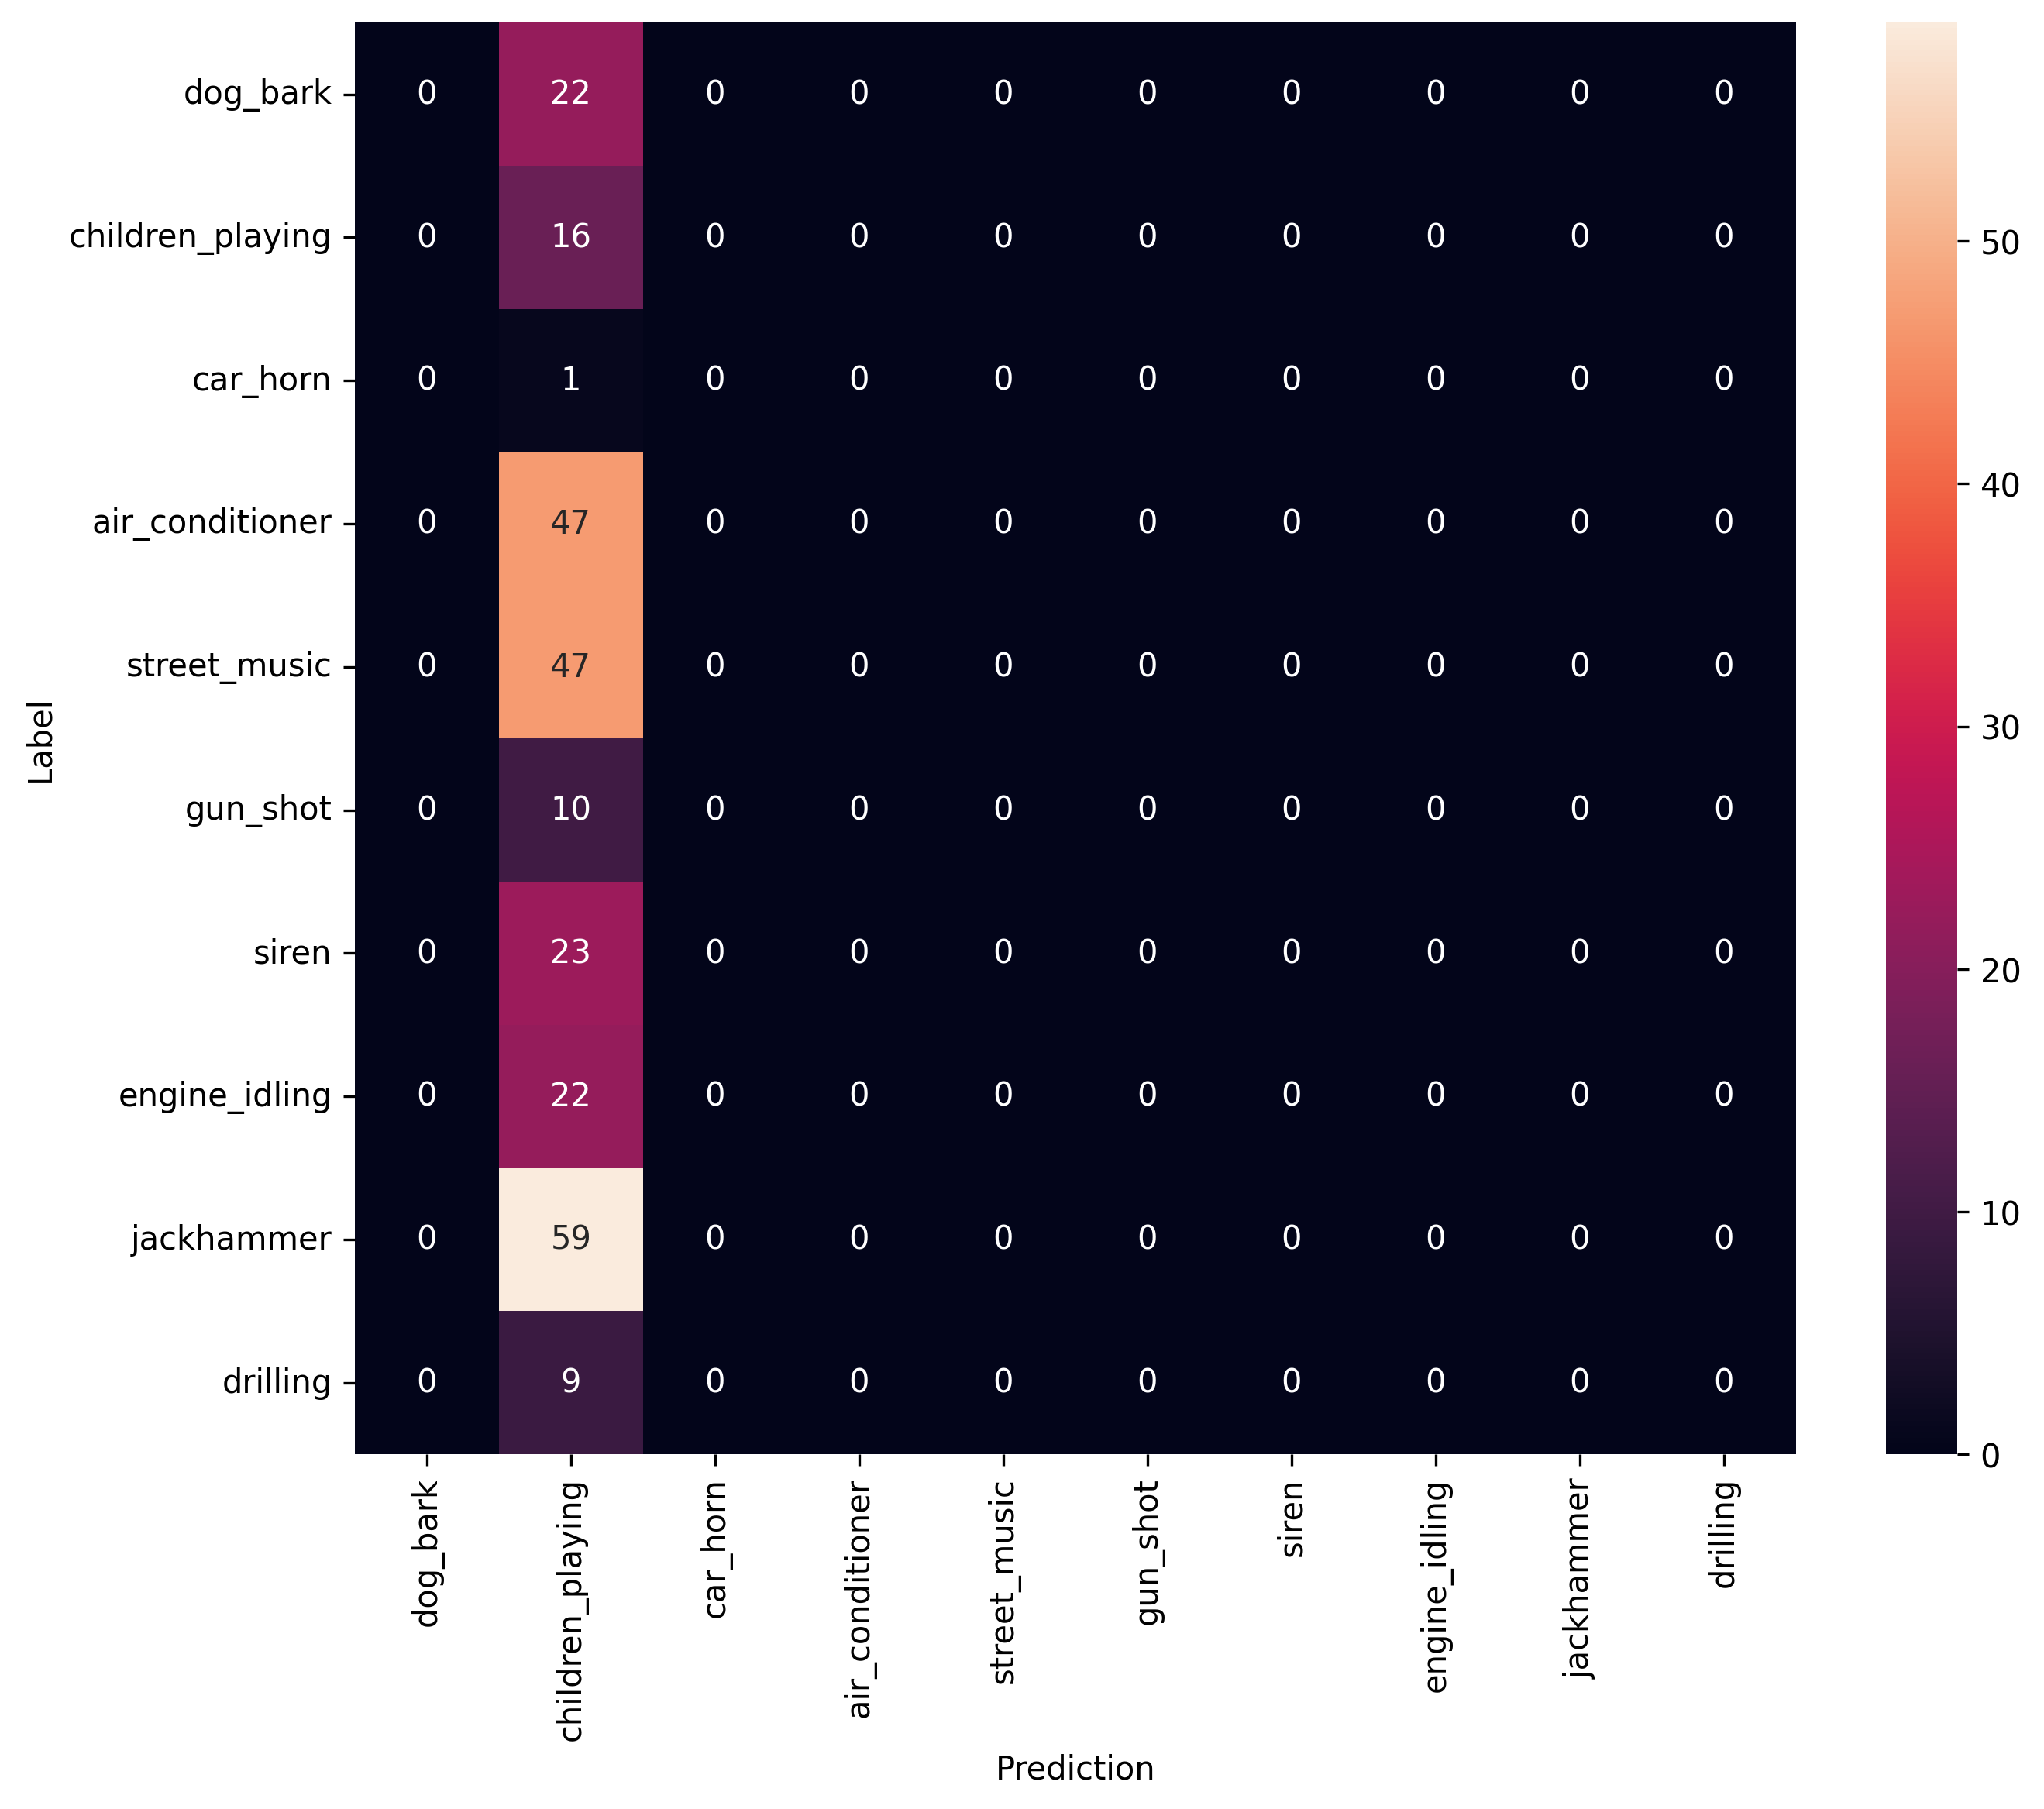 dog_bark 0 22 0 0 0 0 0 0 0 0
children_playing 0 16 0 0 0 0 0 0 0 0
50
car_horn 0 1 0 0 0 0 0 0 0 0
air_conditioner 0 47 0 0 0 0 0 0 0 0
40
street_music 0 47 0 0 0 0 0 0 0 0
Label
30
gun_shot 0 10 0 0 0 0 0 0 0 0
siren 0 23 0 0 0 0 0 0 0 0
20
engine_idling 0 22 0 0 0 0 0 0 0 0
jackhammer 0 59 0 0 0 0 0 0 0 0
10
drilling 0 9 0 0 0 0 0 0 0 0
0
dog_bark
children_playing
car_horn
air_conditioner
street_music
gun_shot
siren
engine_idling
jackhammer
drilling
Prediction